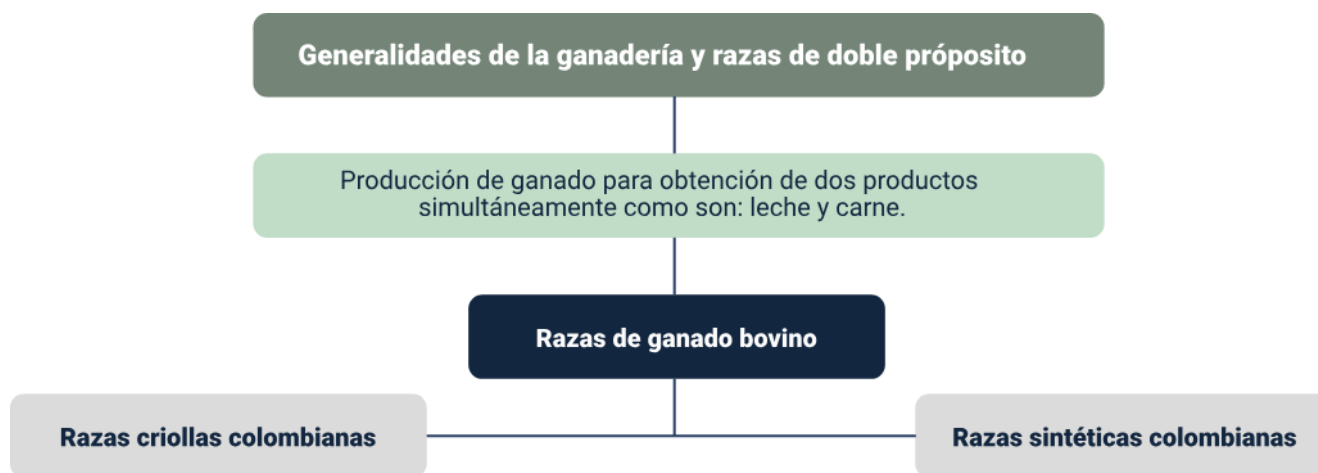 Generalidades de la ganadería y razas de doble próposito
Producción de ganado para obtención de dos productos
simultáneamente como son: leche y carne.
Razas de ganado bovino
Razas criollas colombianas
Razas sintéticas colombianas